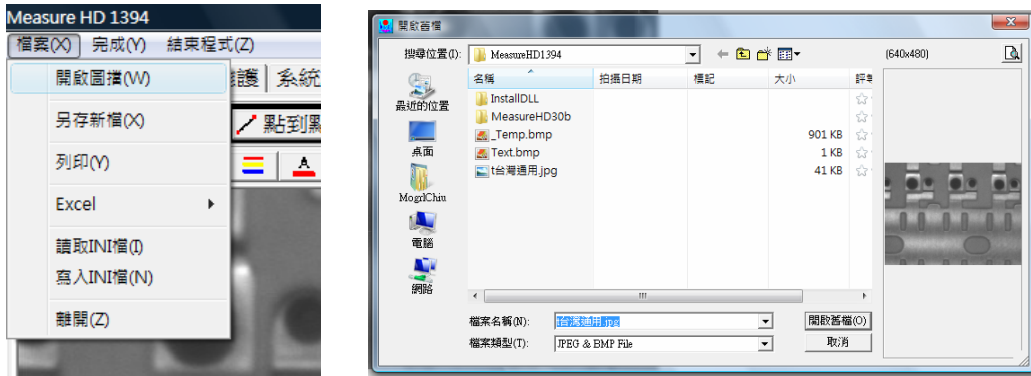 Measure HD 1394
檔案(X) 完成(Y) 結束程式(Z)
護 系統
開啟圖擋(W)
另存新檔(X)
點到
列印(Y)
A
Excel
讀取INI檔(I)
寫入INI檔(N)
離開(Z)
開啟舊檔
搜尋位置(I): MeasureHD1394
(640x480)
名稱 拍攝日期 標記 大小
最近的位置
桌面
MogrlChiu
電腦
網路
InstallDLL
MeasureHD30b
_Temp.bmp 901 KB
Text.bmp 1 KB
t台灣通用.jpg 41 KB
檔案名稱(N): t台灣通用.jpg 開啟舊檔(O)
檔案類型(T): JPEG & BMP File 取消